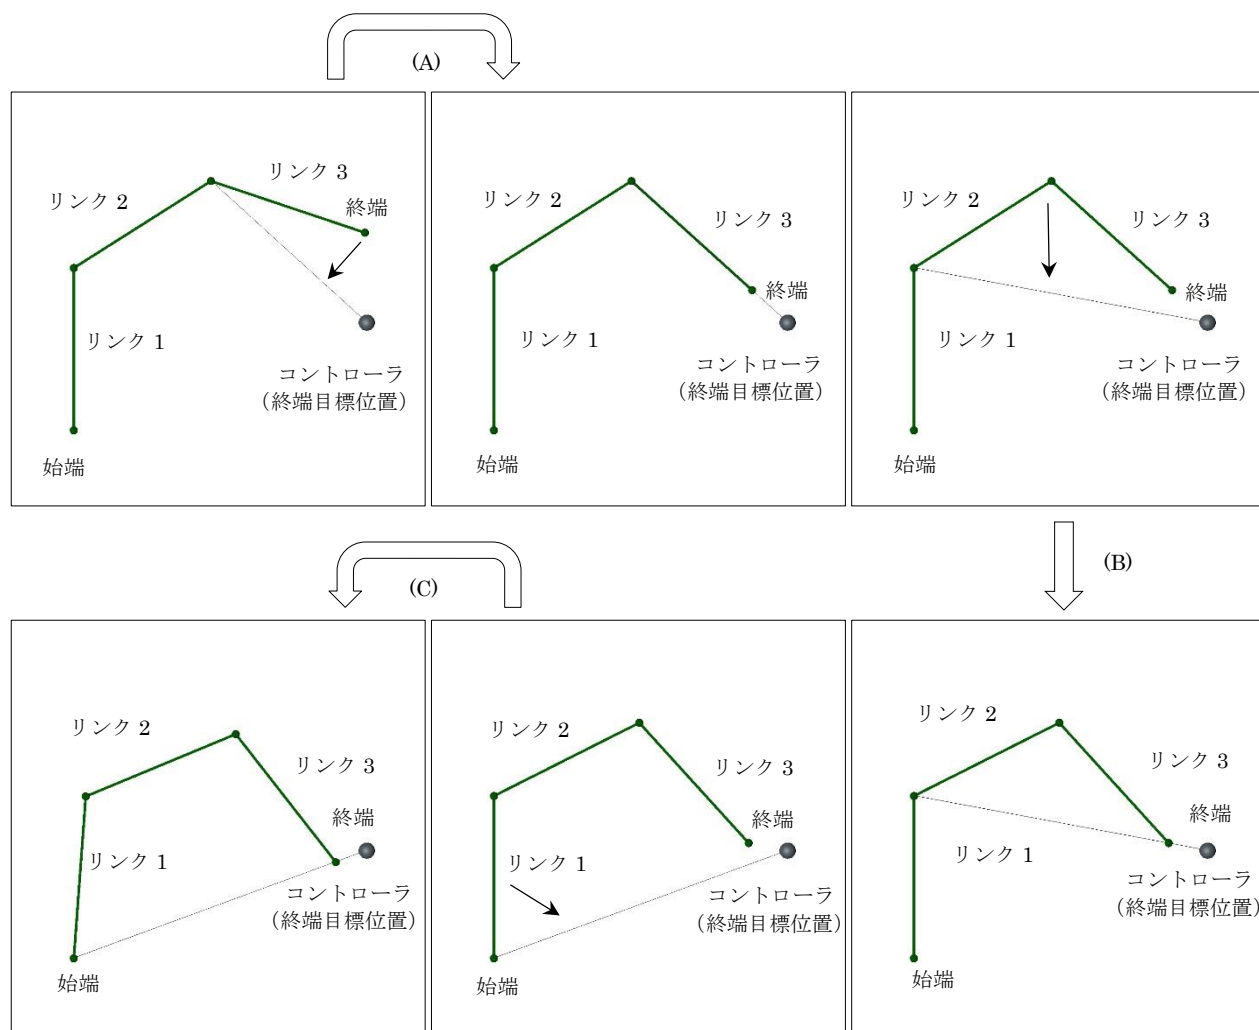 (A)
リンク 3
リンク 2
終端
リンク 1
コントローラ
（終端目標位置）
始端
リンク 2
リンク 3
終端
リンク 1
コントローラ
（終端目標位置）
始端
リンク 2
リンク 3
終端
リンク 1
コントローラ
（終端目標位置）
始端
(B)
(C)
リンク 2
リンク 3
終端
リンク 1
コントローラ
（終端目標位置）
始端
リンク 2
リンク 3
終端
リンク 1
コントローラ
（終端目標位置）
始端
リンク 2
リンク 3
終端
リンク 1
コントローラ
（終端目標位置）
始端